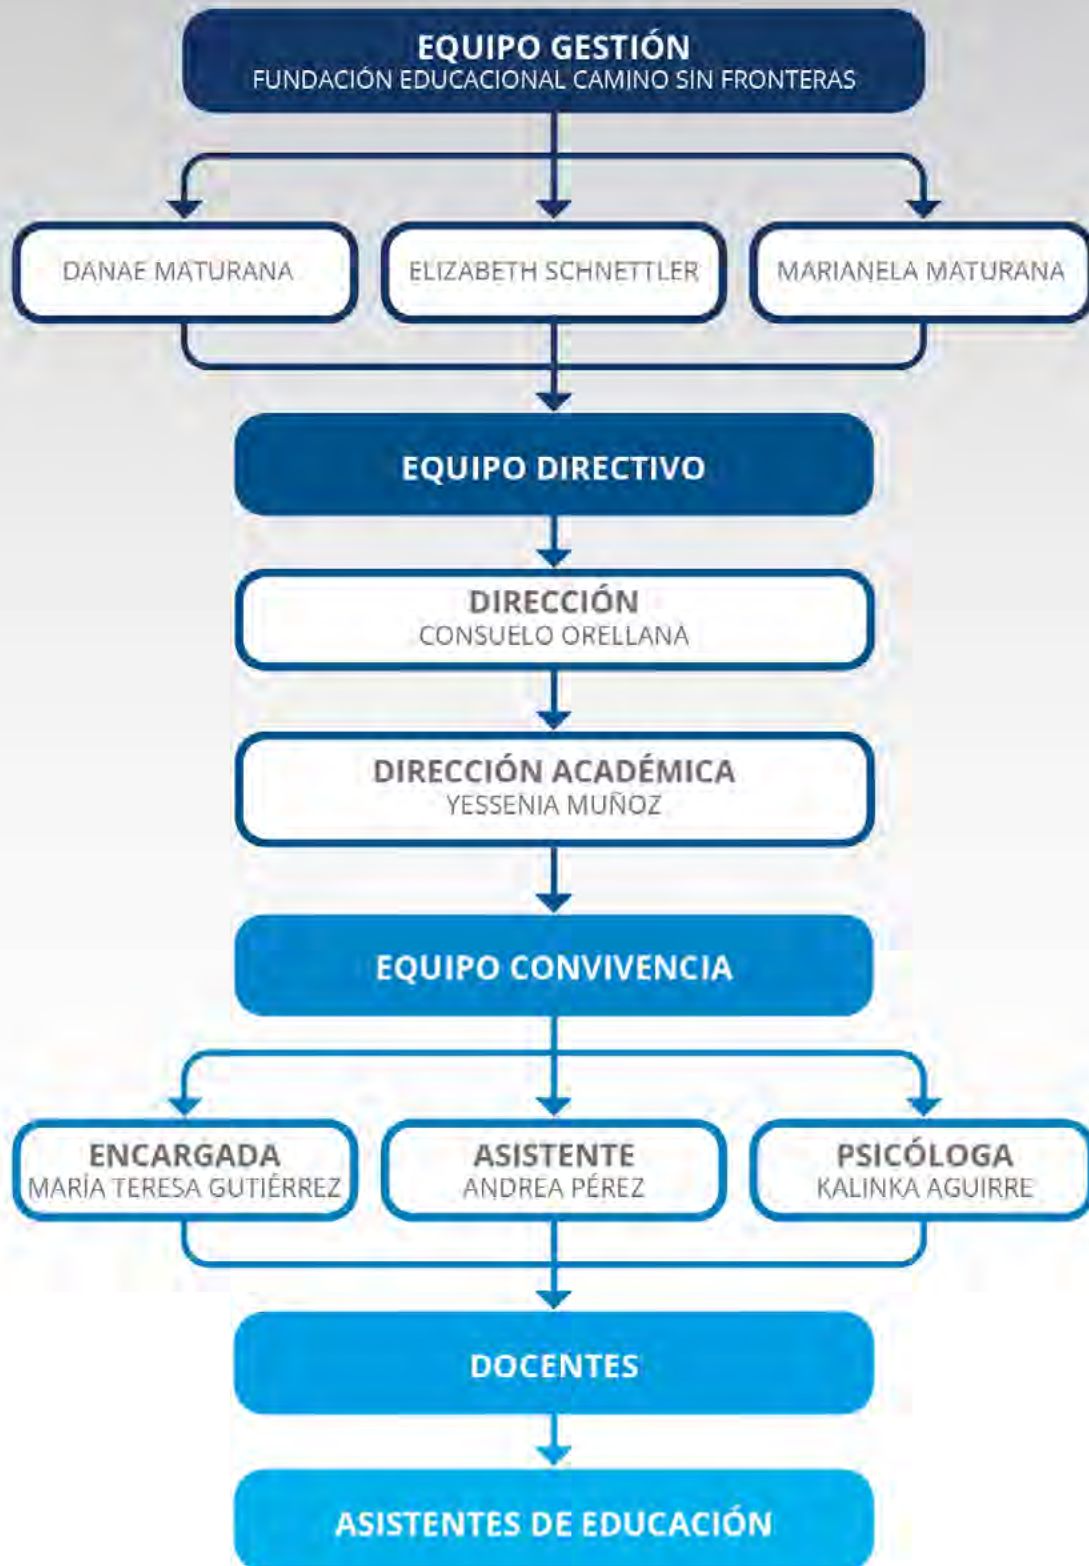 EQUIPO GESTIÓN
FUNDACIÓN EDUCACIONAL CAMINO SIN FRONTERAS
DANAE MATURANA
ELIZABETH SCHNETTLER
MARIANELA MATURANA
EQUIPO DIRECTIVO
DIRECCIÓN
CONSUELO ORELLANA
DIRECCIÓN ACADÉMICA
YESSENIA MUÑOZ
EQUIPO CONVIVENCIA
ENCARGADA
MARÍA TERESA GUTIÉRREZ
ASISTENTE
ANDREA PÉREZ
PSICÓLOGA
KALINKA AGUIRRE
DOCENTES
ASISTENTES DE EDUCACIÓN